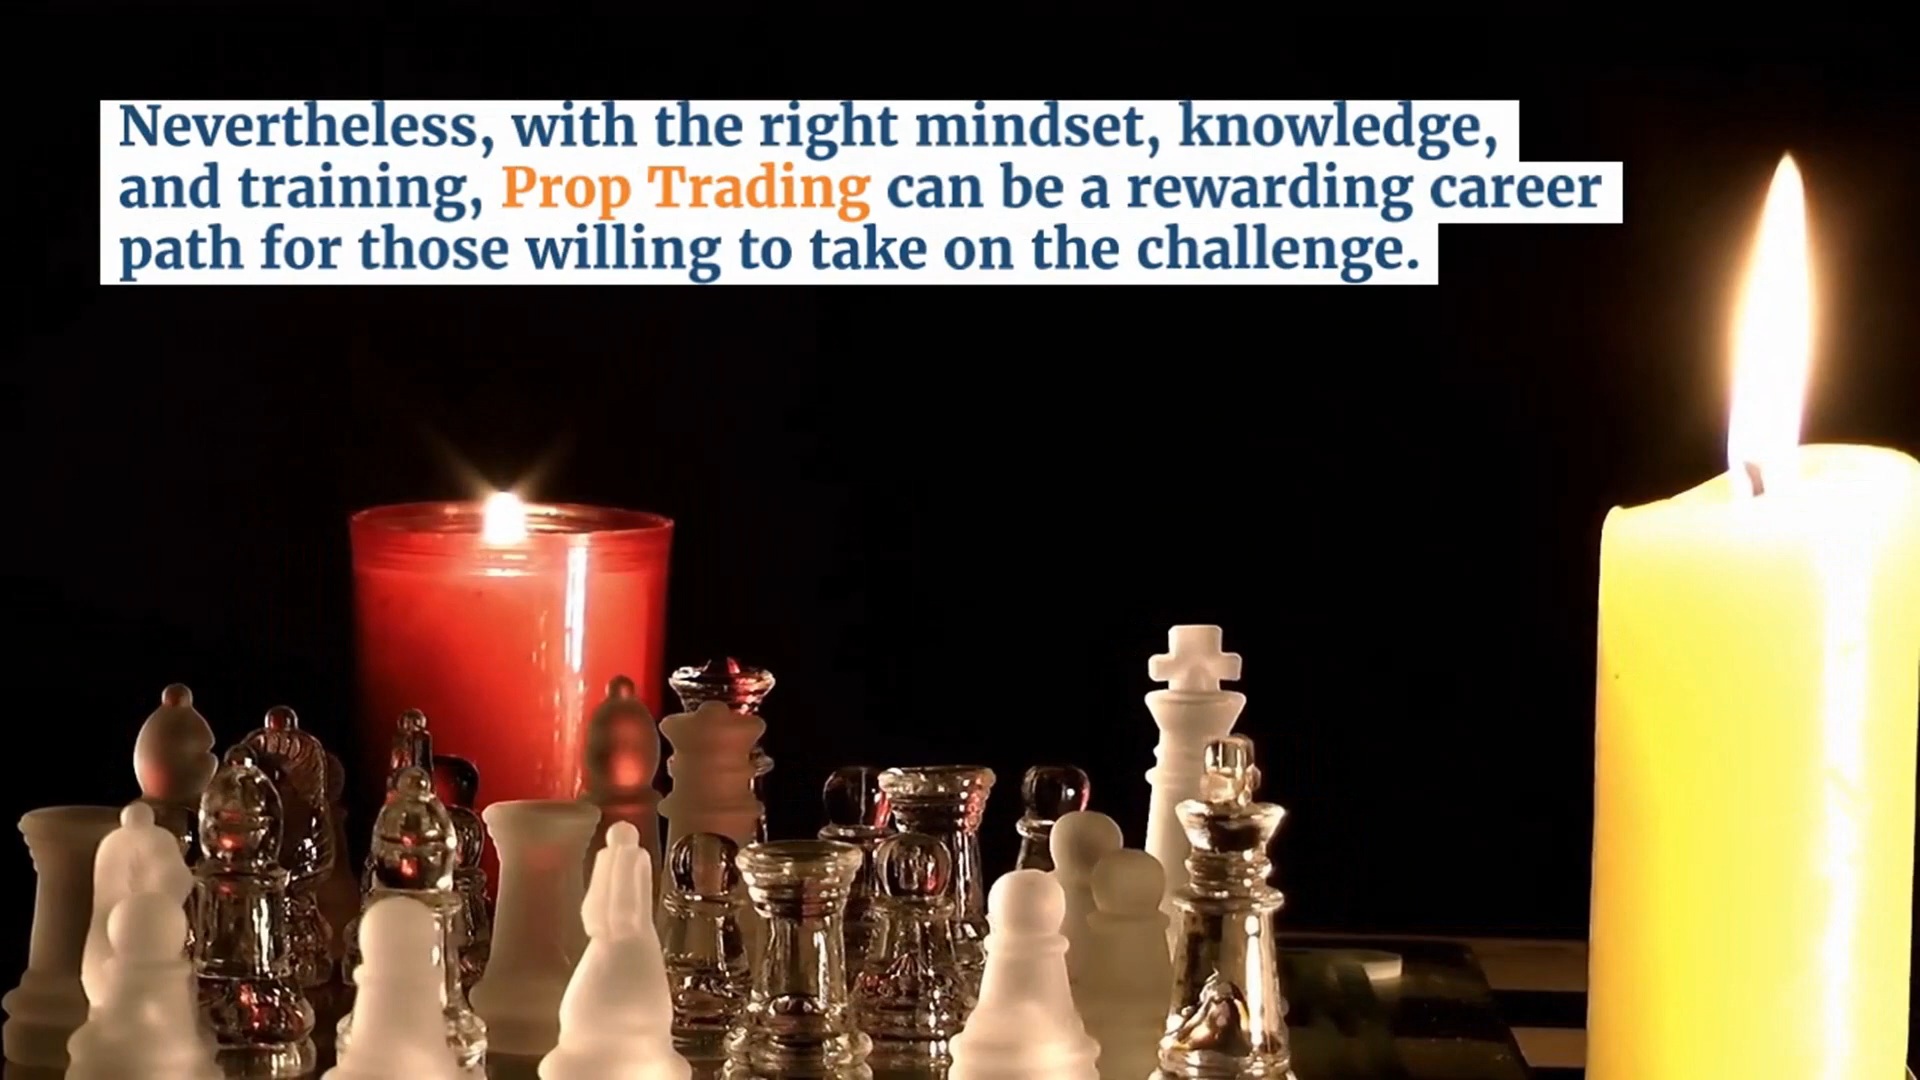 Nevertheless, with the right mindset, knowledge,
and training, Prop Trading can be a rewarding career
path for those willing to take on the challenge.